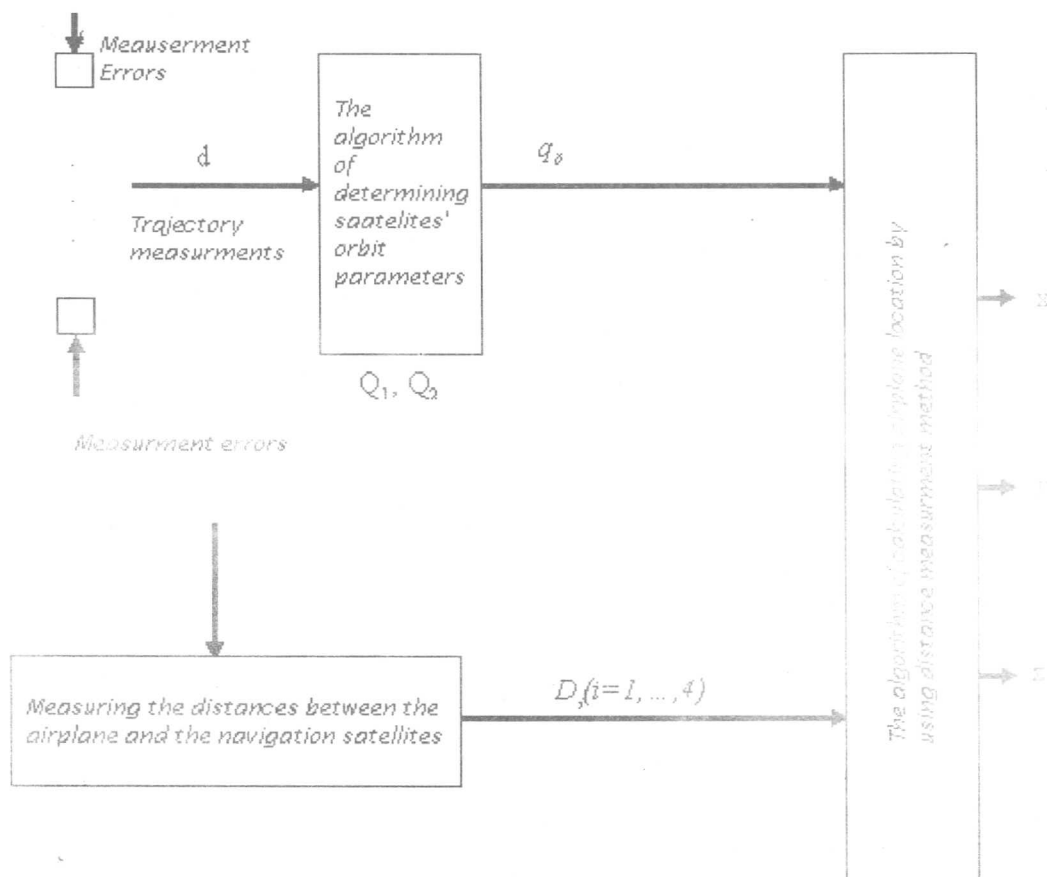 Meauserment
Errors
The
algorithm
of
determining
saatelites'
orbit
parameters
d
Trajectory
measurments
Q₁, Q₂
Measurment errors
Measuring the distances between the
airplane and the navigation satellites
D,(i=1, ...,4)
The algorithm of calculating airplane location by
using distance measurment method